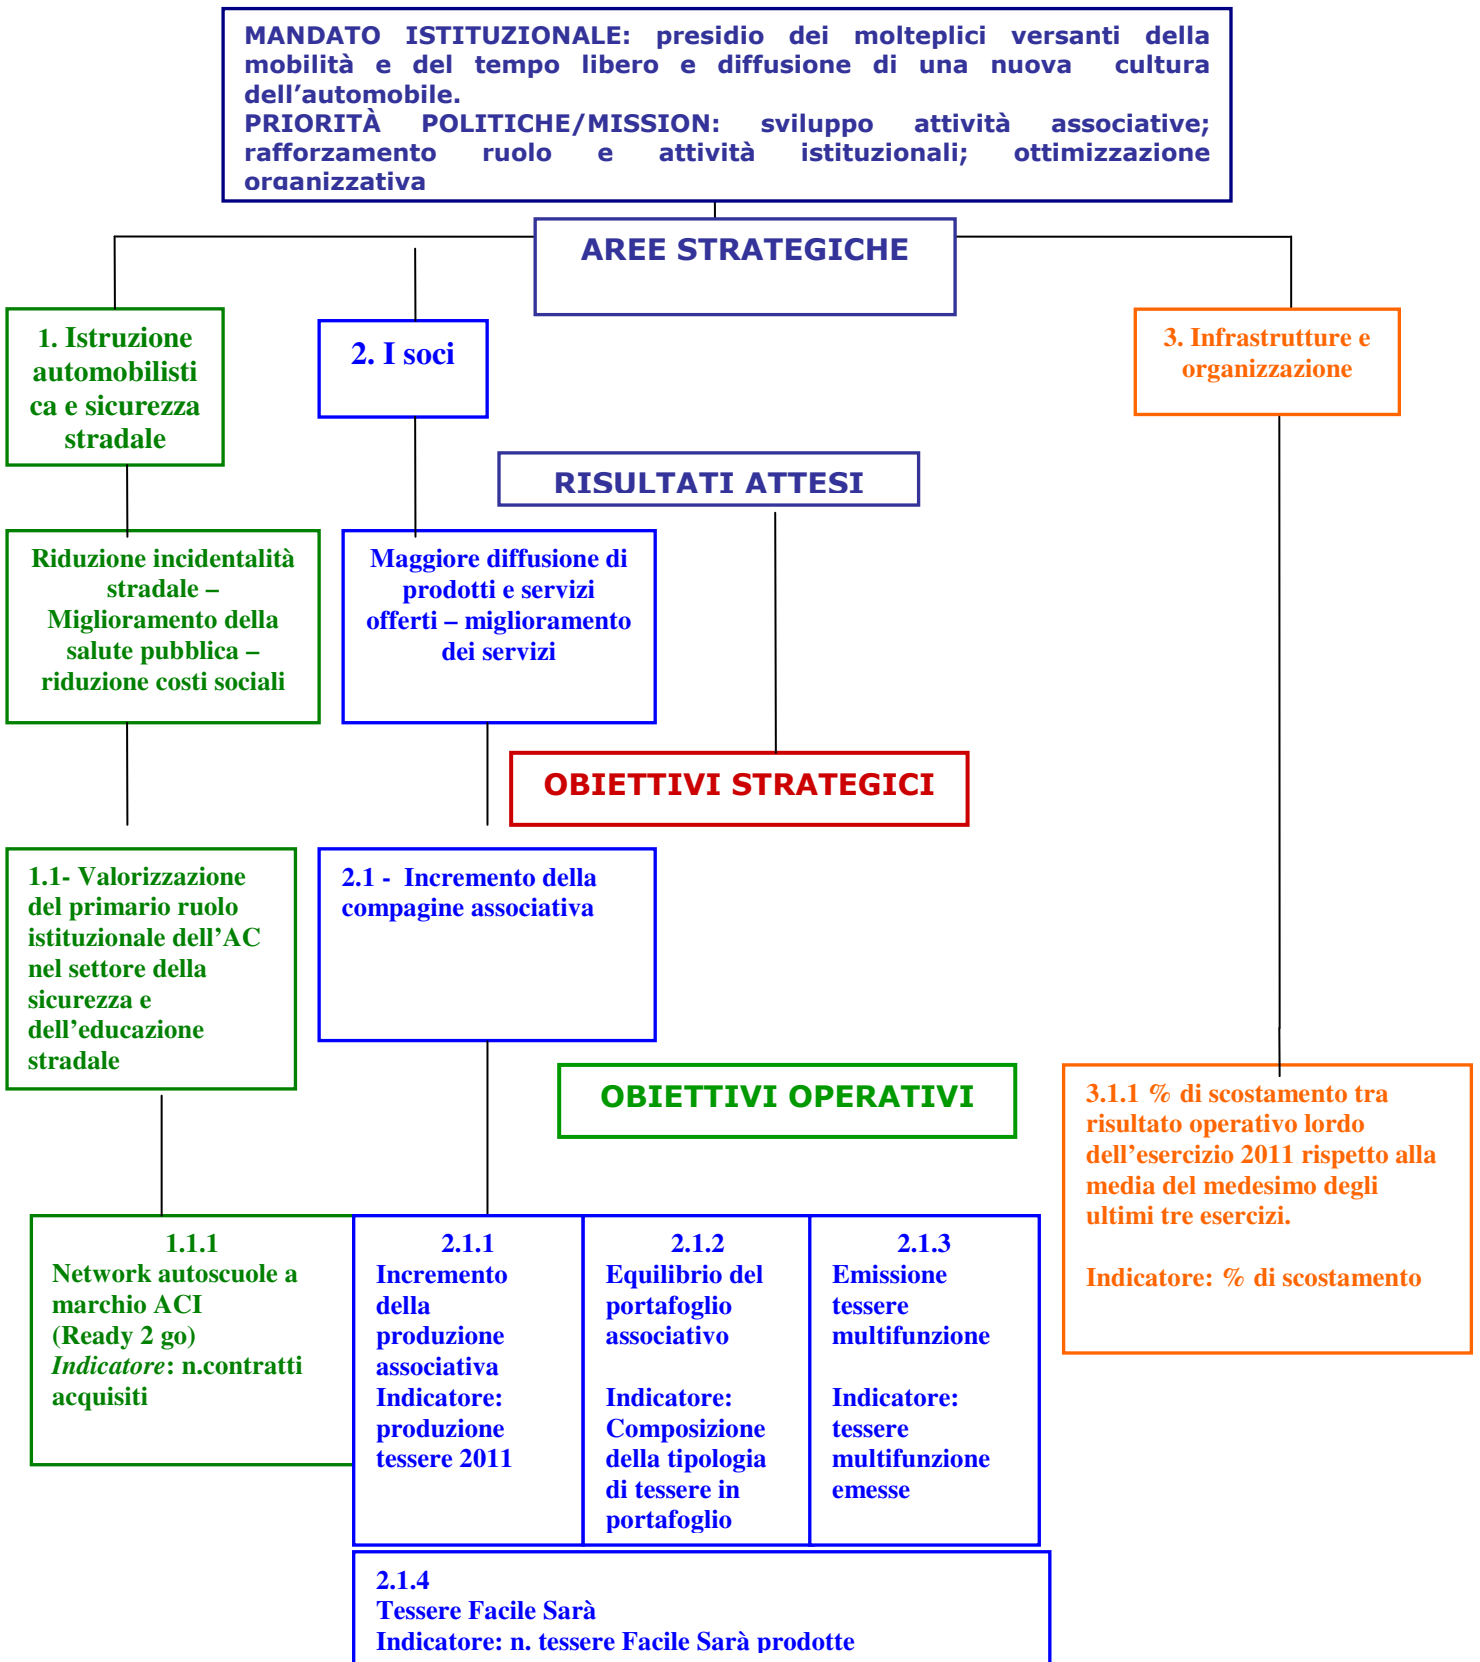 MANDATO ISTITUZIONALE: presidio dei molteplici versanti della
mobilità e del tempo libero e diffusione di una nuova cultura
dell’automobile.
PRIORITÀ POLITICHE/MISSION: sviluppo attività associative;
rafforzamento ruolo e attività istituzionali; ottimizzazione
organizzativa
AREE STRATEGICHE
1. Istruzione
automobilisti
ca e sicurezza
stradale
2. I soci
3. Infrastrutture e
organizzazione
RISULTATI ATTESI
Riduzione incidentalità
stradale –
Miglioramento della
salute pubblica –
riduzione costi sociali
Maggiore diffusione di
prodotti e servizi
offerti – miglioramento
dei servizi
OBIETTIVI STRATEGICI
1.1- Valorizzazione
del primario ruolo
istituzionale dell’AC
nel settore della
sicurezza e
dell’educazione
stradale
2.1 - Incremento della
compagine associativa
OBIETTIVI OPERATIVI
3.1.1 % di scostamento tra
risultato operativo lordo
dell’esercizio 2011 rispetto alla
media del medesimo degli
ultimi tre esercizi.
Indicatore: % di scostamento
1.1.1
Network autoscuole a
marchio ACI
(Ready 2 go)
Indicatore: n.contratti
acquisiti
2.1.1
Incremento
della
produzione
associativa
Indicatore:
produzione
tessere 2011
2.1.2
Equilibrio del
portafoglio
associativo
Indicatore:
Composizione
della tipologia
di tessere in
portafoglio
2.1.3
Emissione
tessere
multifunzione
Indicatore:
tessere
multifunzione
emesse
2.1.4
Tessere Facile Sarà
Indicatore: n. tessere Facile Sarà prodotte